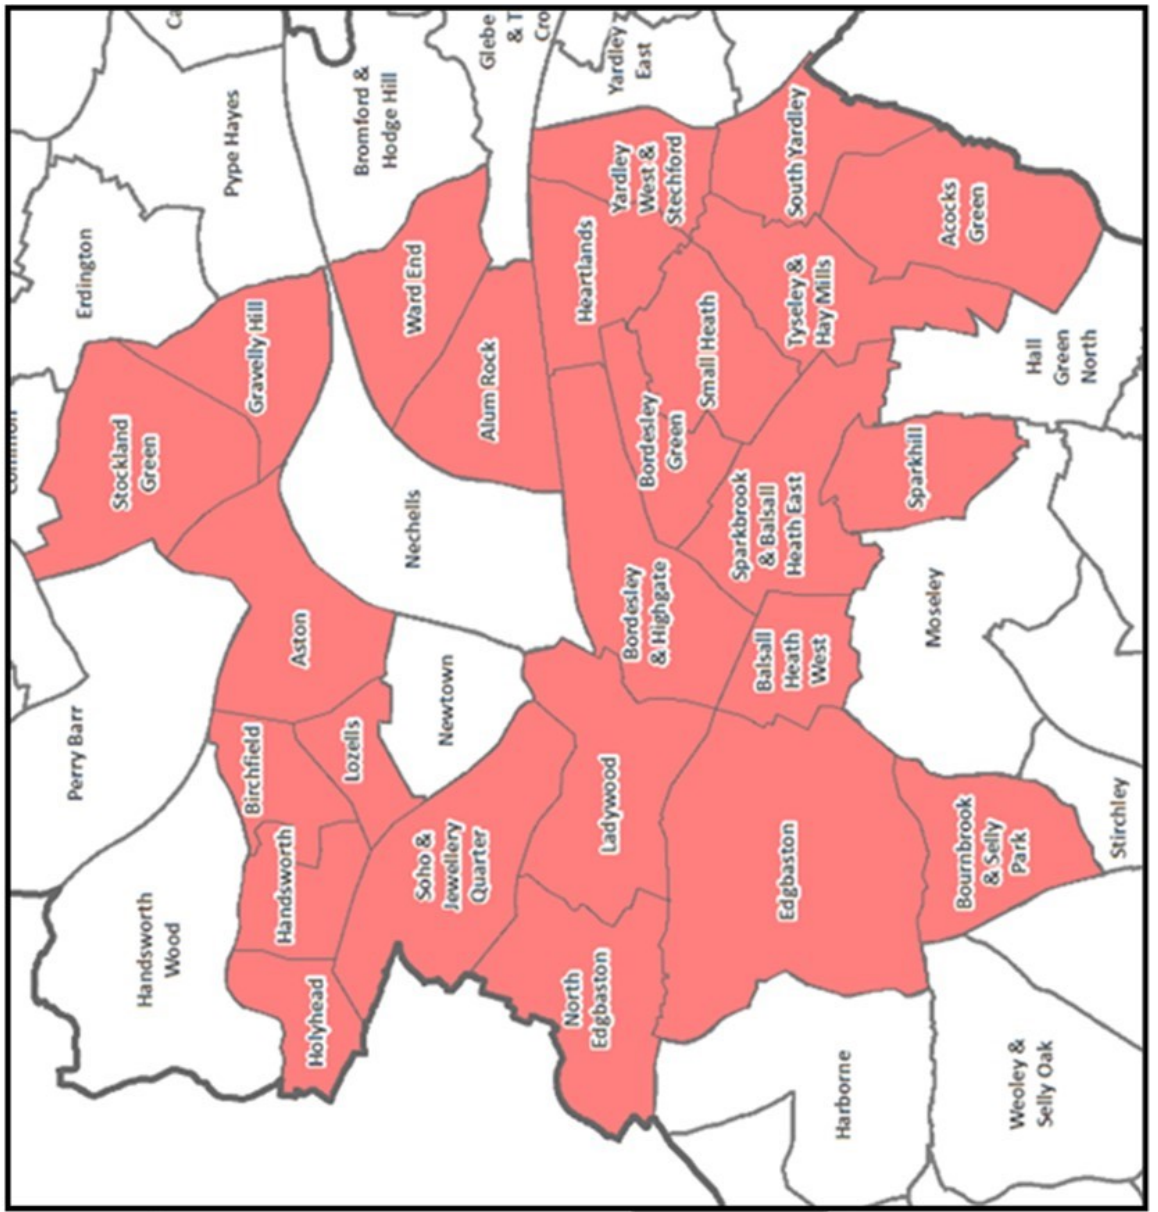 Perry Barr
Erdington
Handsworth
Wood
Stockland
Green
Ca
Pype Hayes
Birchfield
Gravelly Hill
Handsworth
Aston
Holyhead
Lozells
Bromford &
Hodge Hill
Nechells
Ward End
Soho &
Jewellery
Quarter
Newtown
Alum Rock
Glebe
& T
Cro
North
Edgbaston
Heartlands
Ladywood
Yardley
East
Bordesley
& Highgate
Yardley
West &
Stechford
Bordesley
Green
Small Heath
Sparkbrook
& Balsall
Heath East
Balsall
Heath
West
Edgbaston
Tyseley &
Hay Mills
South Yardley
Harborne
Sparkhill
Moseley
Acocks
Green
Bournbrook
& Selly
Park
Weoley &
Selly Oak
Hall
Green
North
Stirchley